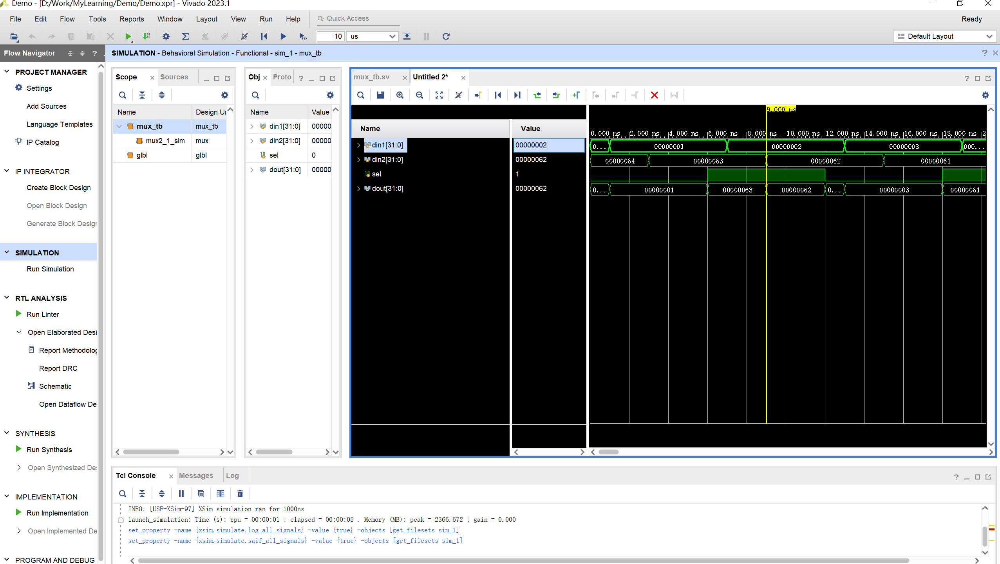 Demo - [D:/Work/MyLearning/Demo/Demo.xpr] - Vivado 2023.1
File Edit Flow Tools Reports Window Layout View Run Help Quick Access Ready
10 us Default Layout
Flow Navigator
SIMULATION - Behavioral Simulation - Functional - sim_1 - mux_tb
PROJECT MANAGER
Settings
Add Sources
Language Templates
IP Catalog
IP INTEGRATOR
Create Block Design
Open Block Design
Generate Block Design
SIMULATION
Run Simulation
RTL ANALYSIS
Run Linter
Open Elaborated Desi
Report Methodolog
Report DRC
Schematic
Open Dataflow De
SYNTHESIS
Run Synthesis
Open Synthesized Des
IMPLEMENTATION
Run Implementation
Open Implemented De
PROGRAM AND DEBUG
Scope Sources
Name Design Ur
mux_tb mux_tb
mux2_1_sim mux
glbl glbl
Obj Proto
Name Value
din1[31:0] 00000
din2[31:0] 00000
sel 0
dout[31:0] 00000
mux_tb.sv Untitled 2*
9.000 ns
Name Value
0.000 ns 2.000 ns 4.000 ns 6.000 ns 8.000 ns 10.000 ns 12.000 ns 14.000 ns 16.000 ns 18.000 ns 2
din1[31:0] 00000002 0... 00000001 00000002 00000003 000...
din2[31:0] 00000062 00000064 00000063 00000062 00000061
sel 1
dout[31:0] 00000062 0... 00000001 00000063 00000062 0... 00000003 00000061
Tcl Console Messages Log
INFO: [USF-XSim-97] XSim simulation ran for 1000ns
launch_simulation: Time (s): cpu = 00:00:01 ; elapsed = 00:00:05 . Memory (MB): peak = 2366.672 ; gain = 0.000
set_property -name {xsim.simulate.log_all_signals} -value {true} -objects [get_filesets sim_1]
set_property -name {xsim.simulate.saif_all_signals} -value {true} -objects [get_filesets sim_1]